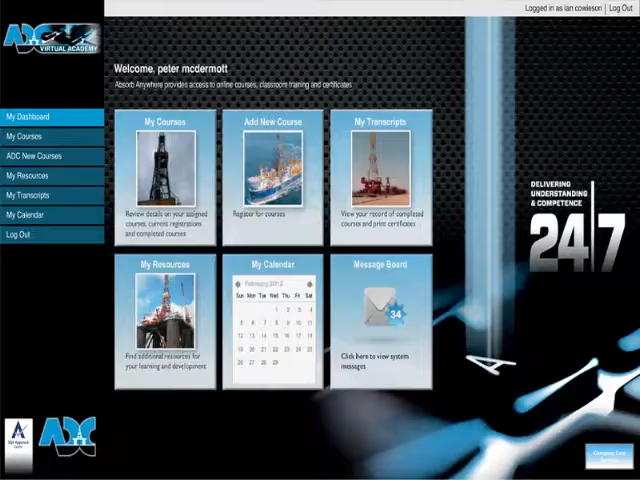 Logged in as ian cowieson | Log Out
ADC
VIRTUAL ACADEMY
Welcome, peter mcdermott
Absorb Anywhere provides access to online courses, classroom training and certificates
My Dashboard
My Courses
ADC New Courses
My Resources
My Transcripts
My Calendar
Log Out
My Courses
Review details on your assigned
courses, current registrations
and completed courses
Add New Course
Register for courses
My Transcripts
View your record of completed
courses and print certificates
DELIVERING
UNDERSTANDING
& COMPETENCE
24/7
My Resources
Find additional resources for
your learning and development
My Calendar
February 2012
Sun Mon Tue Wed Thu Fri Sat
1 2 3 4
5 6 7 8 9 10 11
12 13 14 15 16 17 18
19 20 21 22 23 24 25
26 27 28 29
Message Board
34
Click here to view system
messages
A
ADC